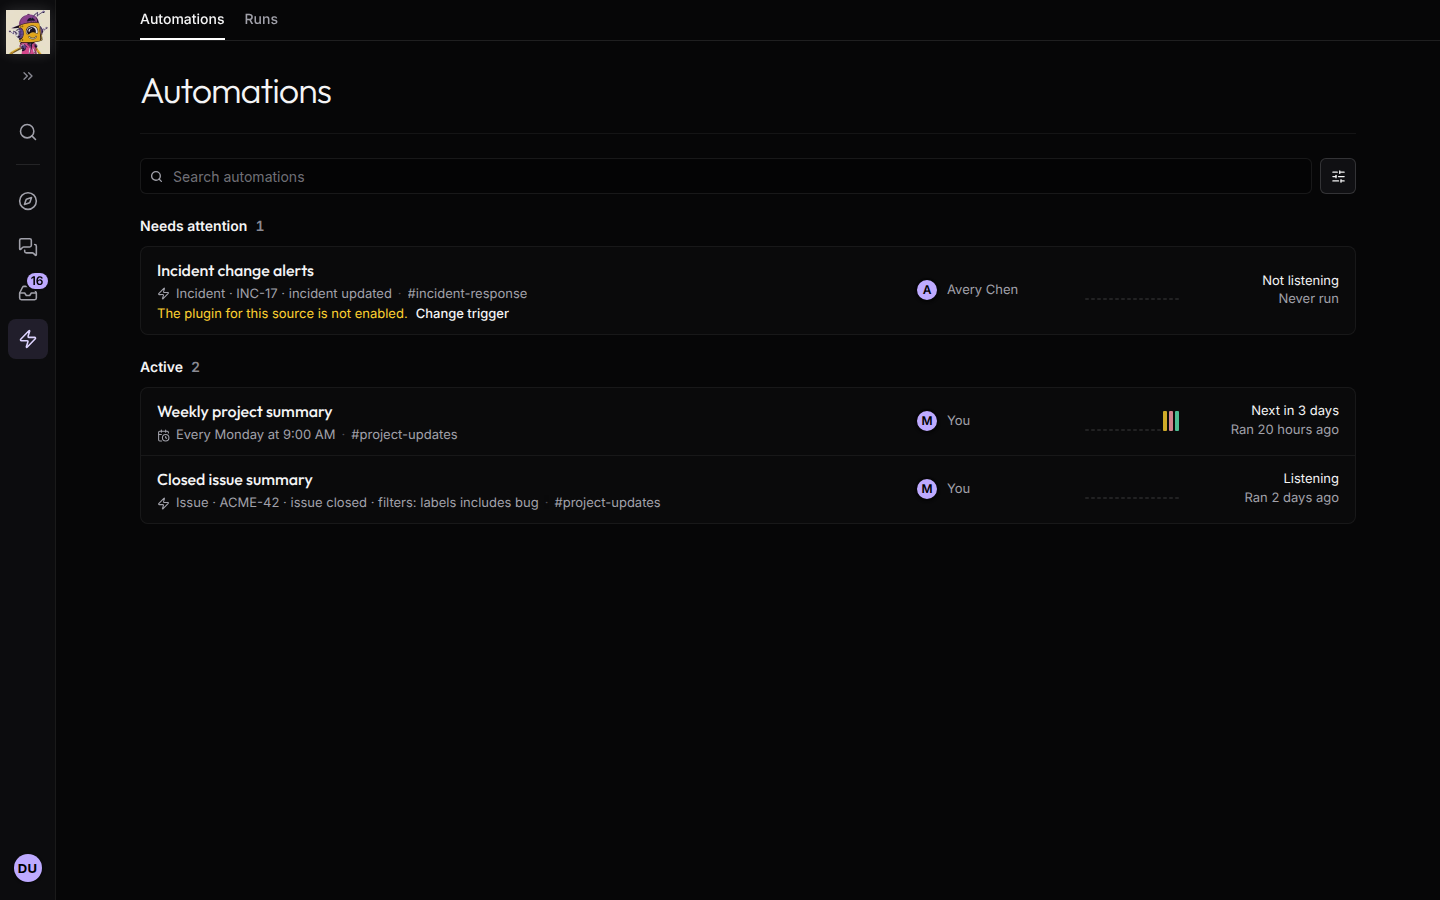 Automations Runs
Automations
Search automations
Needs attention 1
Incident change alerts
Incident · INC-17 · incident updated · #incident-response
The plugin for this source is not enabled. Change trigger
A Avery Chen
Not listening
Never run
Active 2
Weekly project summary
Every Monday at 9:00 AM · #project-updates
M You
Next in 3 days
Ran 20 hours ago
Closed issue summary
Issue · ACME-42 · issue closed · filters: labels includes bug · #project-updates
M You
Listening
Ran 2 days ago
16
DU